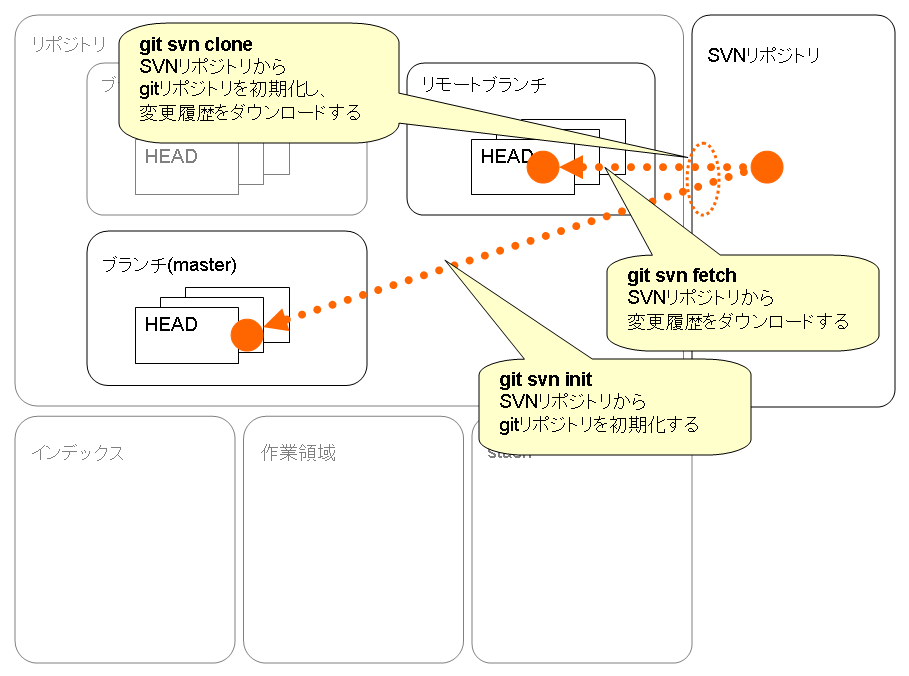 リポジトリ
git svn clone
SVNリポジトリから
gitリポジトリを初期化し、
変更履歴をダウンロードする
ブ
HEAD
リモートブランチ
HEAD
SVNリポジトリ
ブランチ(master)
HEAD
git svn fetch
SVNリポジトリから
変更履歴をダウンロードする
git svn init
SVNリポジトリから
gitリポジトリを初期化する
インデックス
作業領域
stash